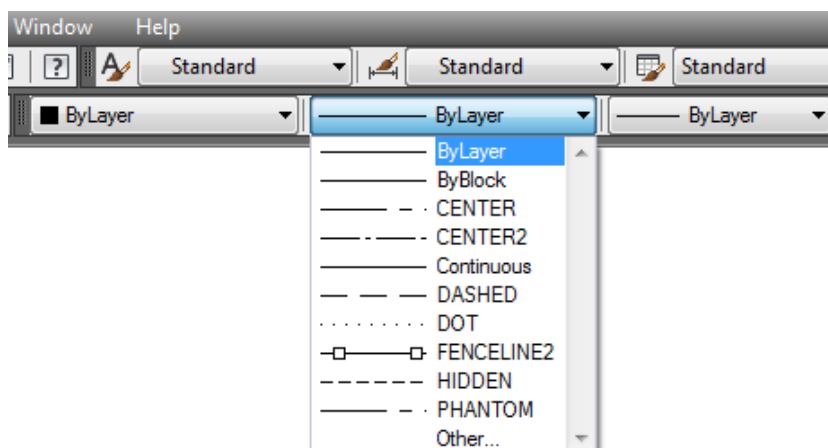 Window Help
? A Standard Standard Standard
ByLayer ByLayer ByLayer
ByLayer
ByBlock
CENTER
CENTER2
Continuous
DASHED
DOT
FENCELINE2
HIDDEN
PHANTOM
Other...